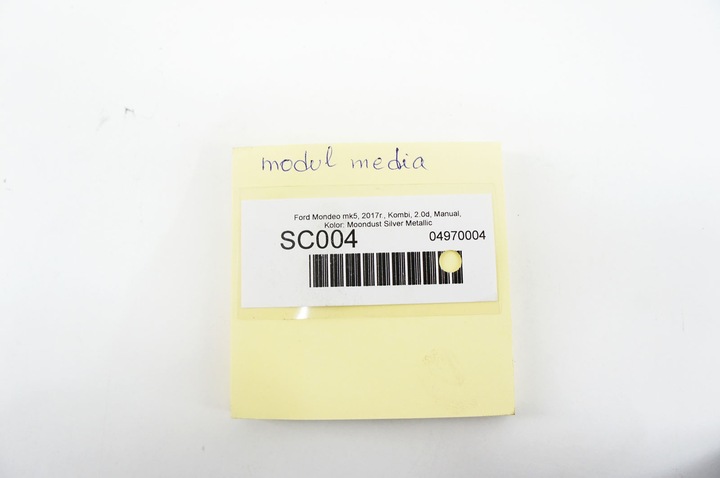 modul media
Ford Mondeo mk5, 2017r., Kombi, 2.0d, Manual,
Kolor: Moondust Silver Metallic
SC004 04970004